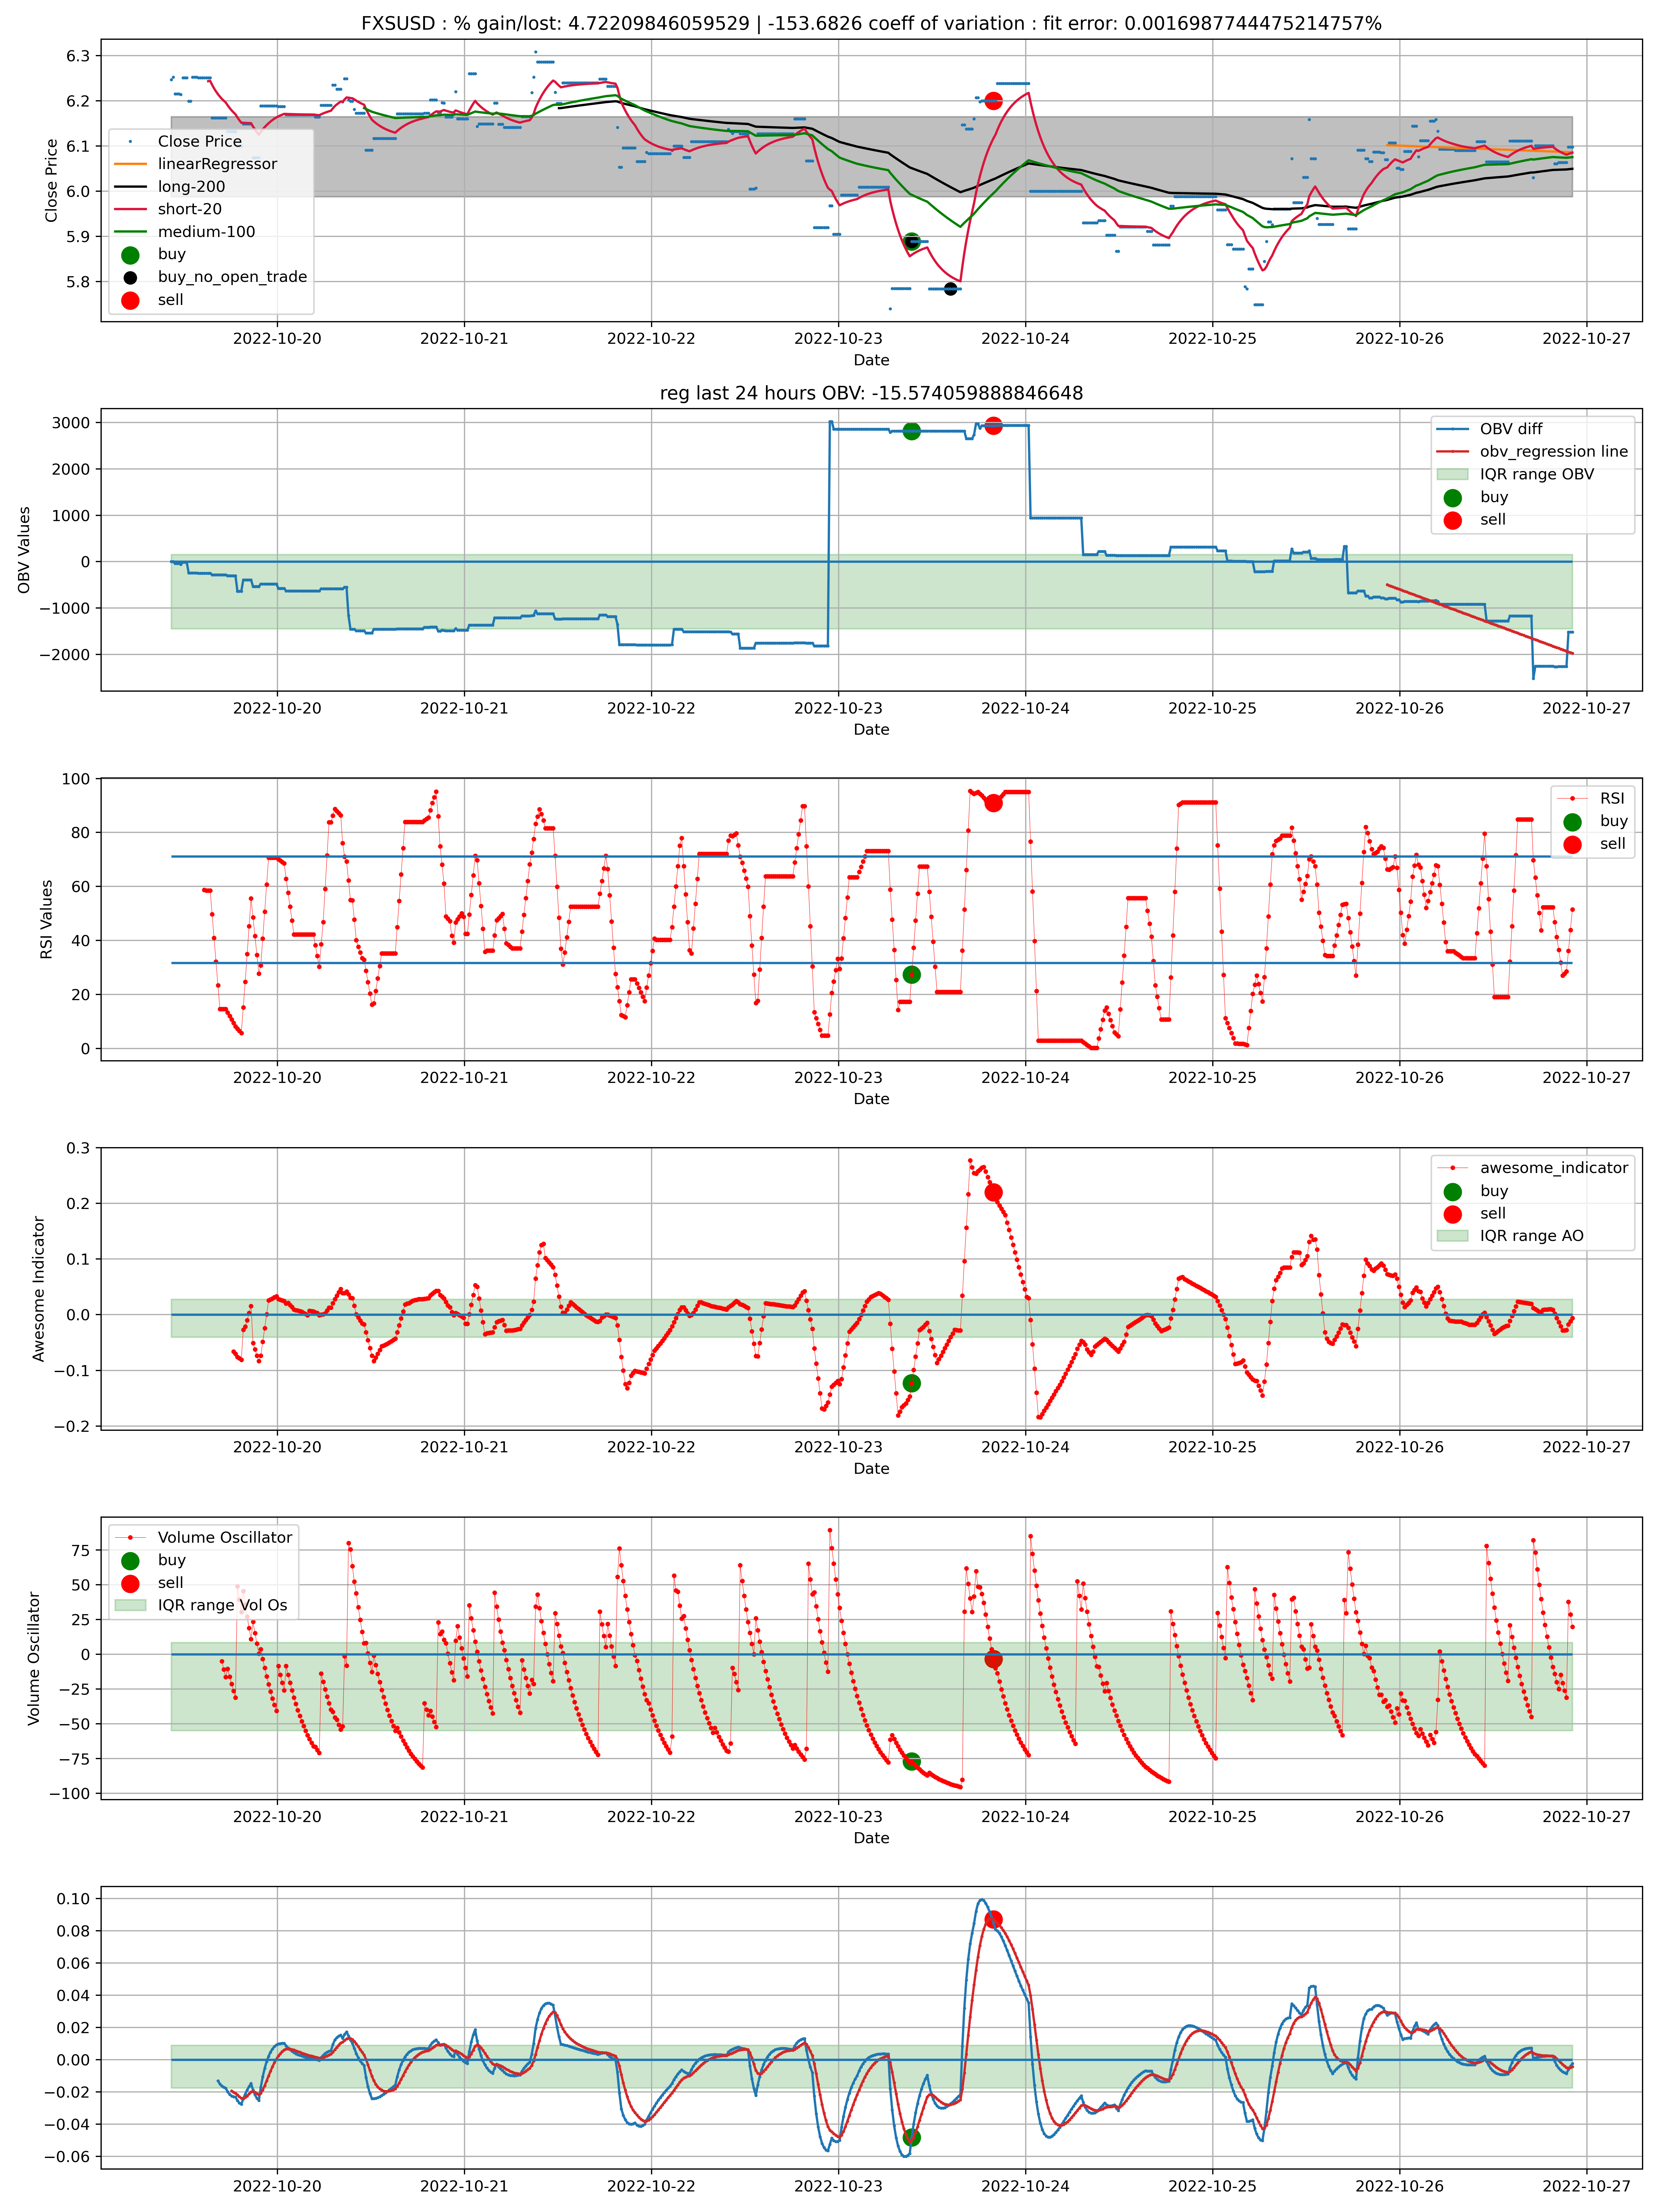 FXSUSD : % gain/lost: 4.72209846059529 | -153.6826 coeff of variation : fit error: 0.0016987744475214757%
Close Price
6.3
6.2
6.1
6.0
5.9
5.8
Close Price
linearRegressor
long-200
short-20
medium-100
buy
buy_no_open_trade
sell
2022-10-20 2022-10-21 2022-10-22 2022-10-23 2022-10-24 2022-10-25 2022-10-26 2022-10-27
Date
reg last 24 hours OBV: -15.574059888846648
OBV Values
3000
2000
1000
0
−1000
−2000
OBV diff
obv_regression line
IQR range OBV
buy
sell
2022-10-20 2022-10-21 2022-10-22 2022-10-23 2022-10-24 2022-10-25 2022-10-26 2022-10-27
Date
RSI Values
100
80
60
40
20
0
RSI
buy
sell
2022-10-20 2022-10-21 2022-10-22 2022-10-23 2022-10-24 2022-10-25 2022-10-26 2022-10-27
Date
Awesome Indicator
0.3
0.2
0.1
0.0
−0.1
−0.2
awesome_indicator
buy
sell
IQR range AO
2022-10-20 2022-10-21 2022-10-22 2022-10-23 2022-10-24 2022-10-25 2022-10-26 2022-10-27
Date
Volume Oscillator
75
50
25
0
−25
−50
−75
−100
Volume Oscillator
buy
sell
IQR range Vol Os
2022-10-20 2022-10-21 2022-10-22 2022-10-23 2022-10-24 2022-10-25 2022-10-26 2022-10-27
Date
0.10
0.08
0.06
0.04
0.02
0.00
−0.02
−0.04
−0.06
2022-10-20 2022-10-21 2022-10-22 2022-10-23 2022-10-24 2022-10-25 2022-10-26 2022-10-27